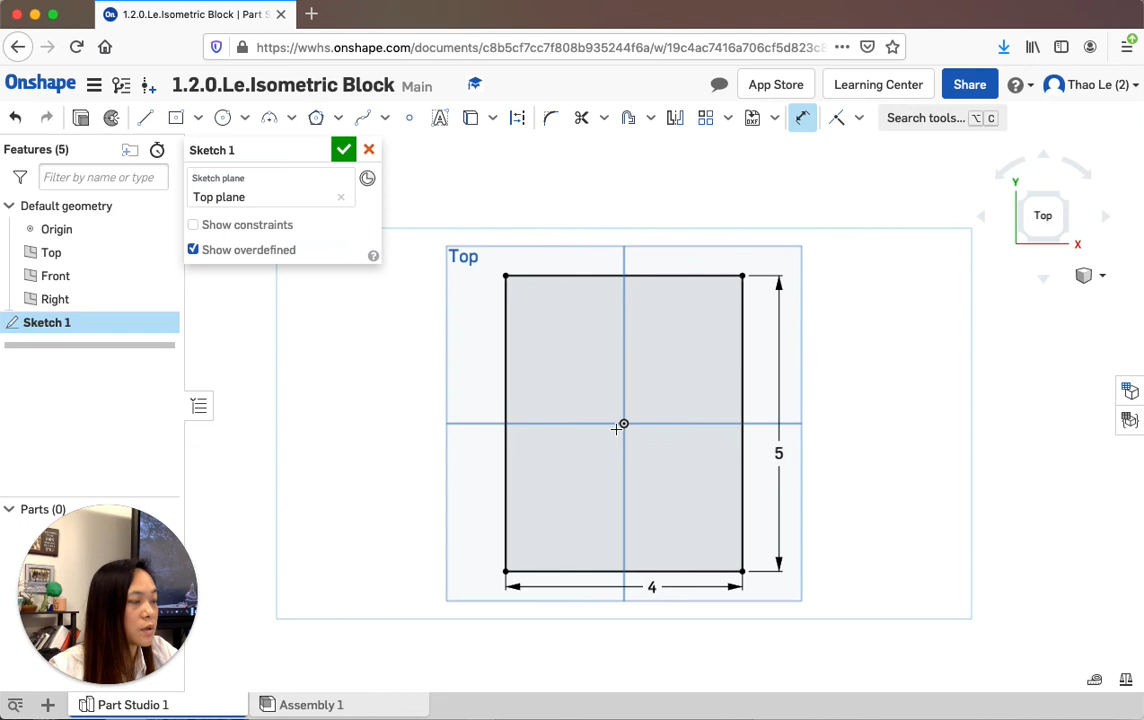 1.2.0.Le.Isometric Block | Part S
https://wwhs.onshape.com/documents/c8b5cf7cc7f808b935244f6a/w/19c4ac7416a706cf5d823c8
Onshape
1.2.0.Le.Isometric Block Main
App Store
Learning Center
Share
Thao Le (2)
Search tools...
C
Features (5)
Filter by name or type
Default geometry
Origin
Top
Front
Right
Sketch 1
Sketch 1
Sketch plane
Top plane
Show constraints
Show overdefined
Top
5
4
Y
Top
X
Parts (0)
Part Studio 1
Assembly 1